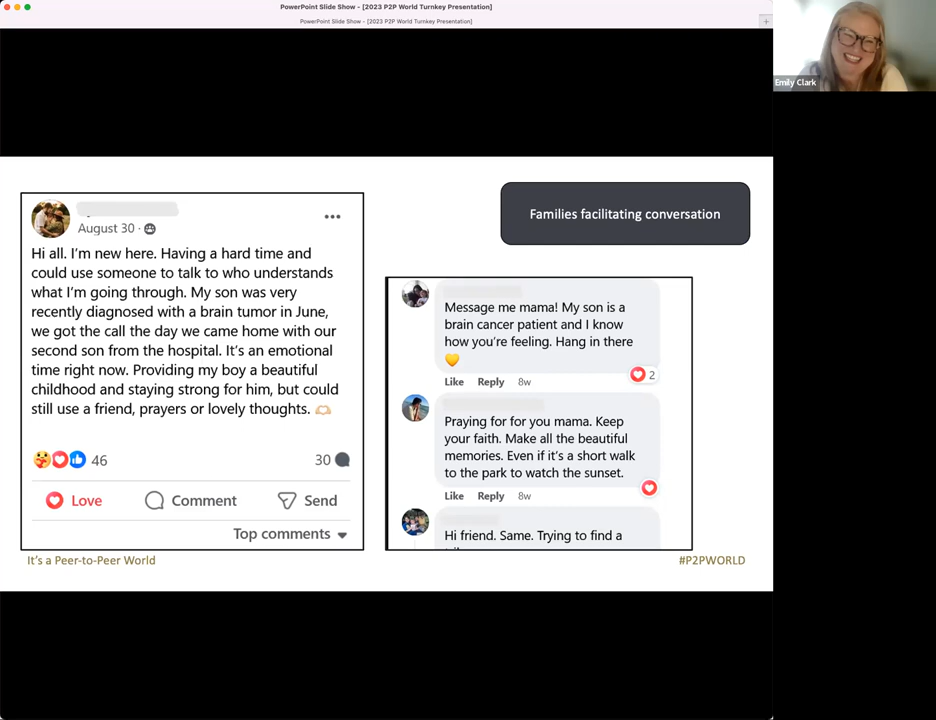 PowerPoint Slide Show - [2023 P2P World Turnkey Presentation]
PowerPoint Slide Show - [2023 P2P World Turnkey Presentation]
Emily Clark
August 30 ·
Hi all. I'm new here. Having a hard time and
could use someone to talk to who understands
what I'm going through. My son was very
recently diagnosed with a brain tumor in June,
we got the call the day we came home with our
second son from the hospital. It's an emotional
time right now. Providing my boy a beautiful
childhood and staying strong for him, but could
still use a friend, prayers or lovely thoughts. 🫶🏻
46
30
Love
Comment
Send
Top comments
Families facilitating conversation
Message me mama! My son is a
brain cancer patient and I know
how you're feeling. Hang in there
💛
Like Reply 8w
2
Praying for for you mama. Keep
your faith. Make all the beautiful
memories. Even if it's a short walk
to the park to watch the sunset.
Like Reply 8w
Hi friend. Same. Trying to find a
It's a Peer-to-Peer World
#P2PWORLD